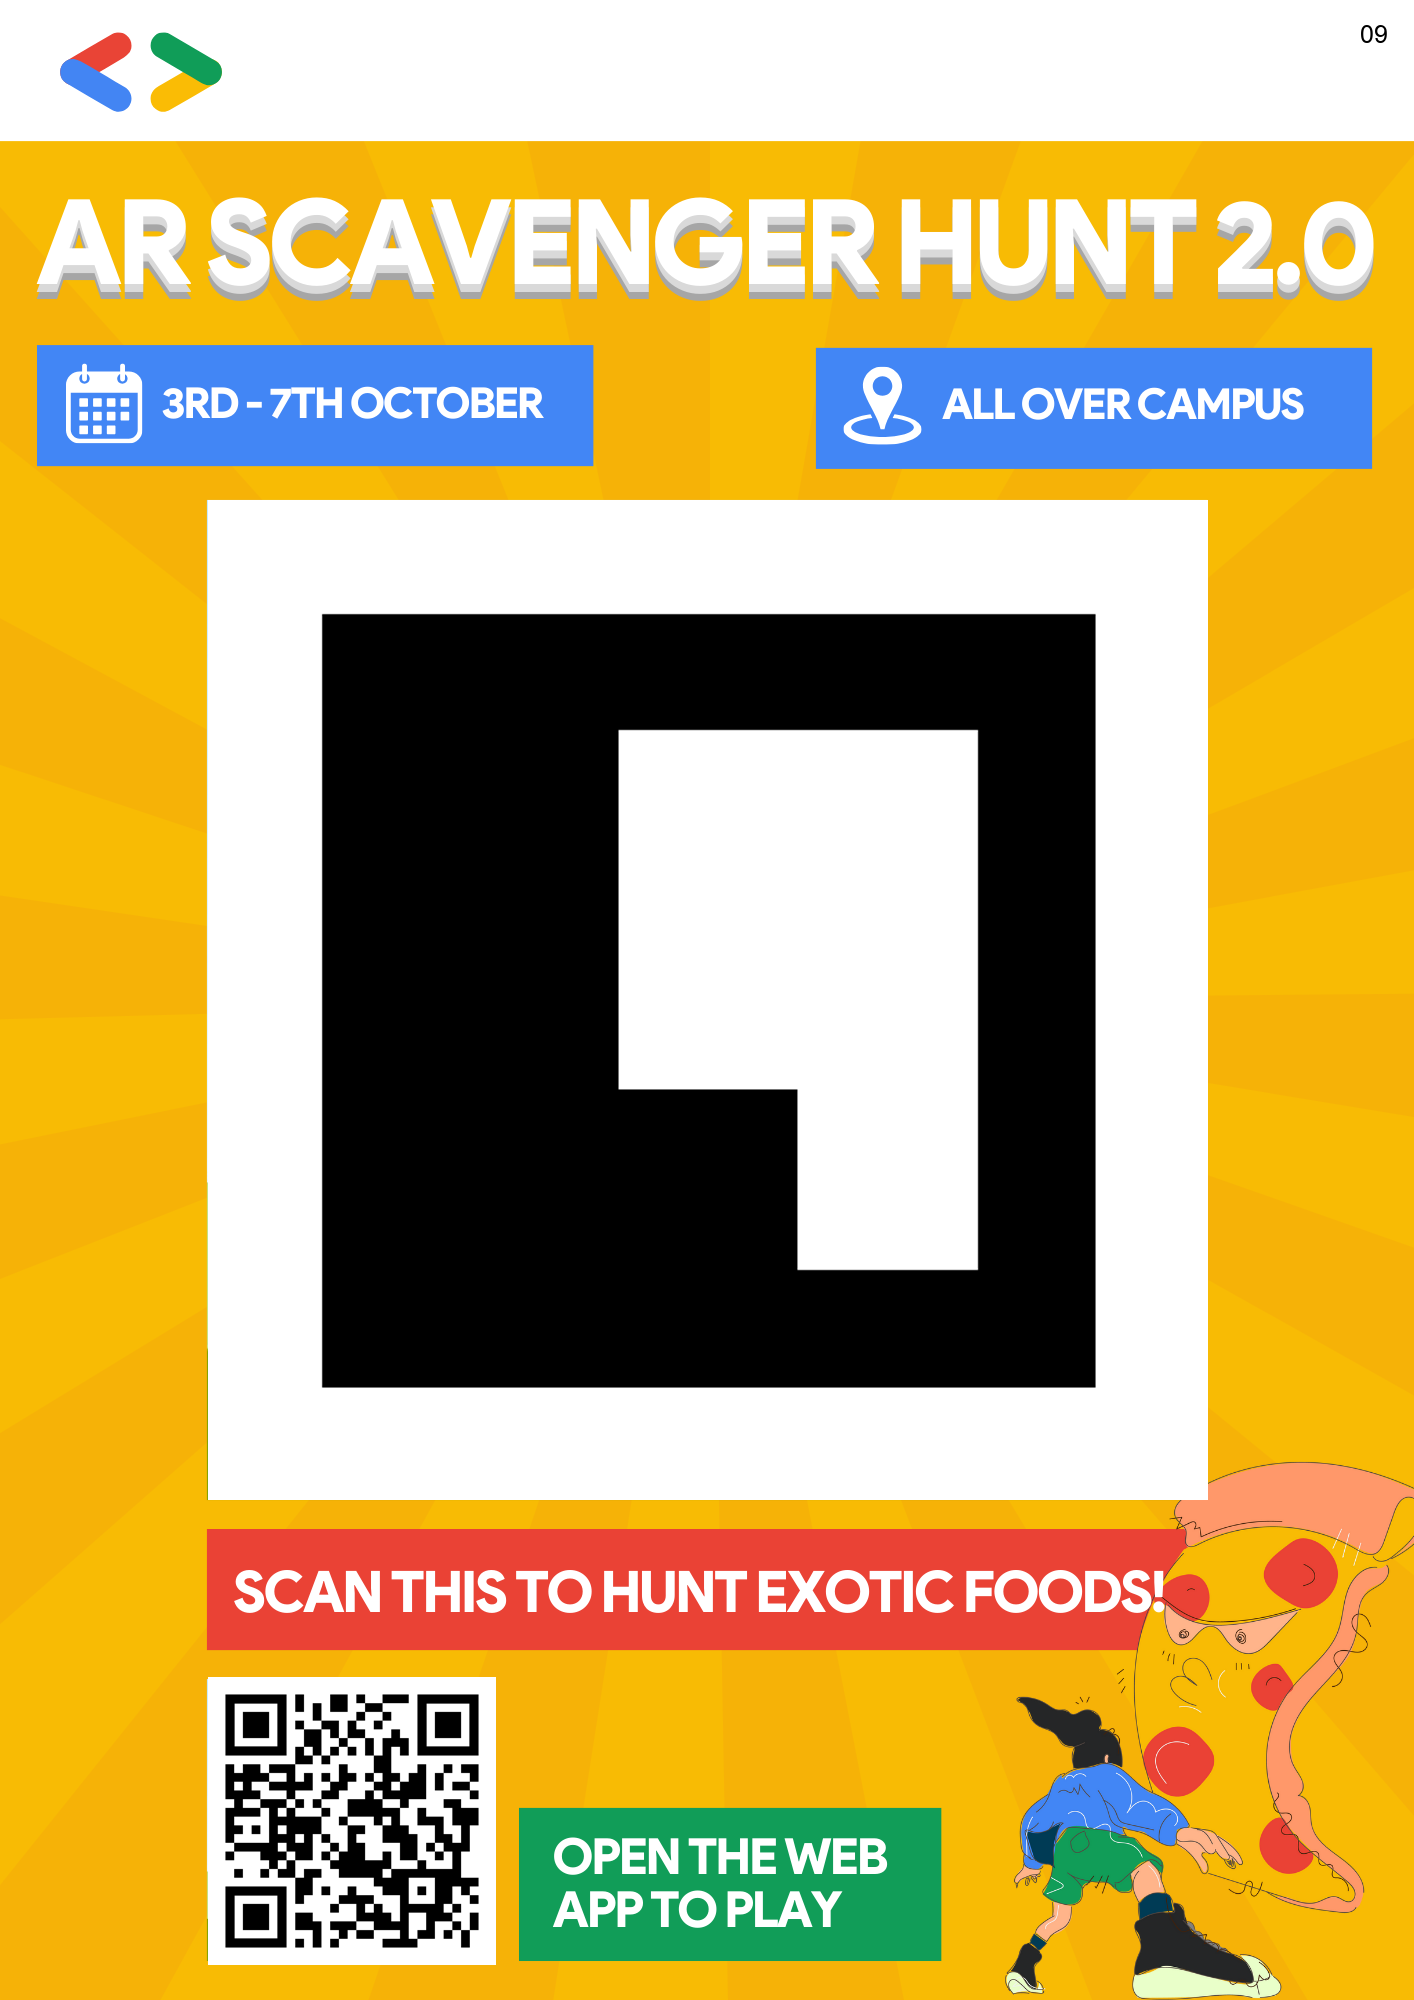 09
AR SCAVENGER HUNT 2.0
3RD - 7TH OCTOBER
ALL OVER CAMPUS
SCAN THIS TO HUNT EXOTIC FOODS!
OPEN THE WEB
APP TO PLAY